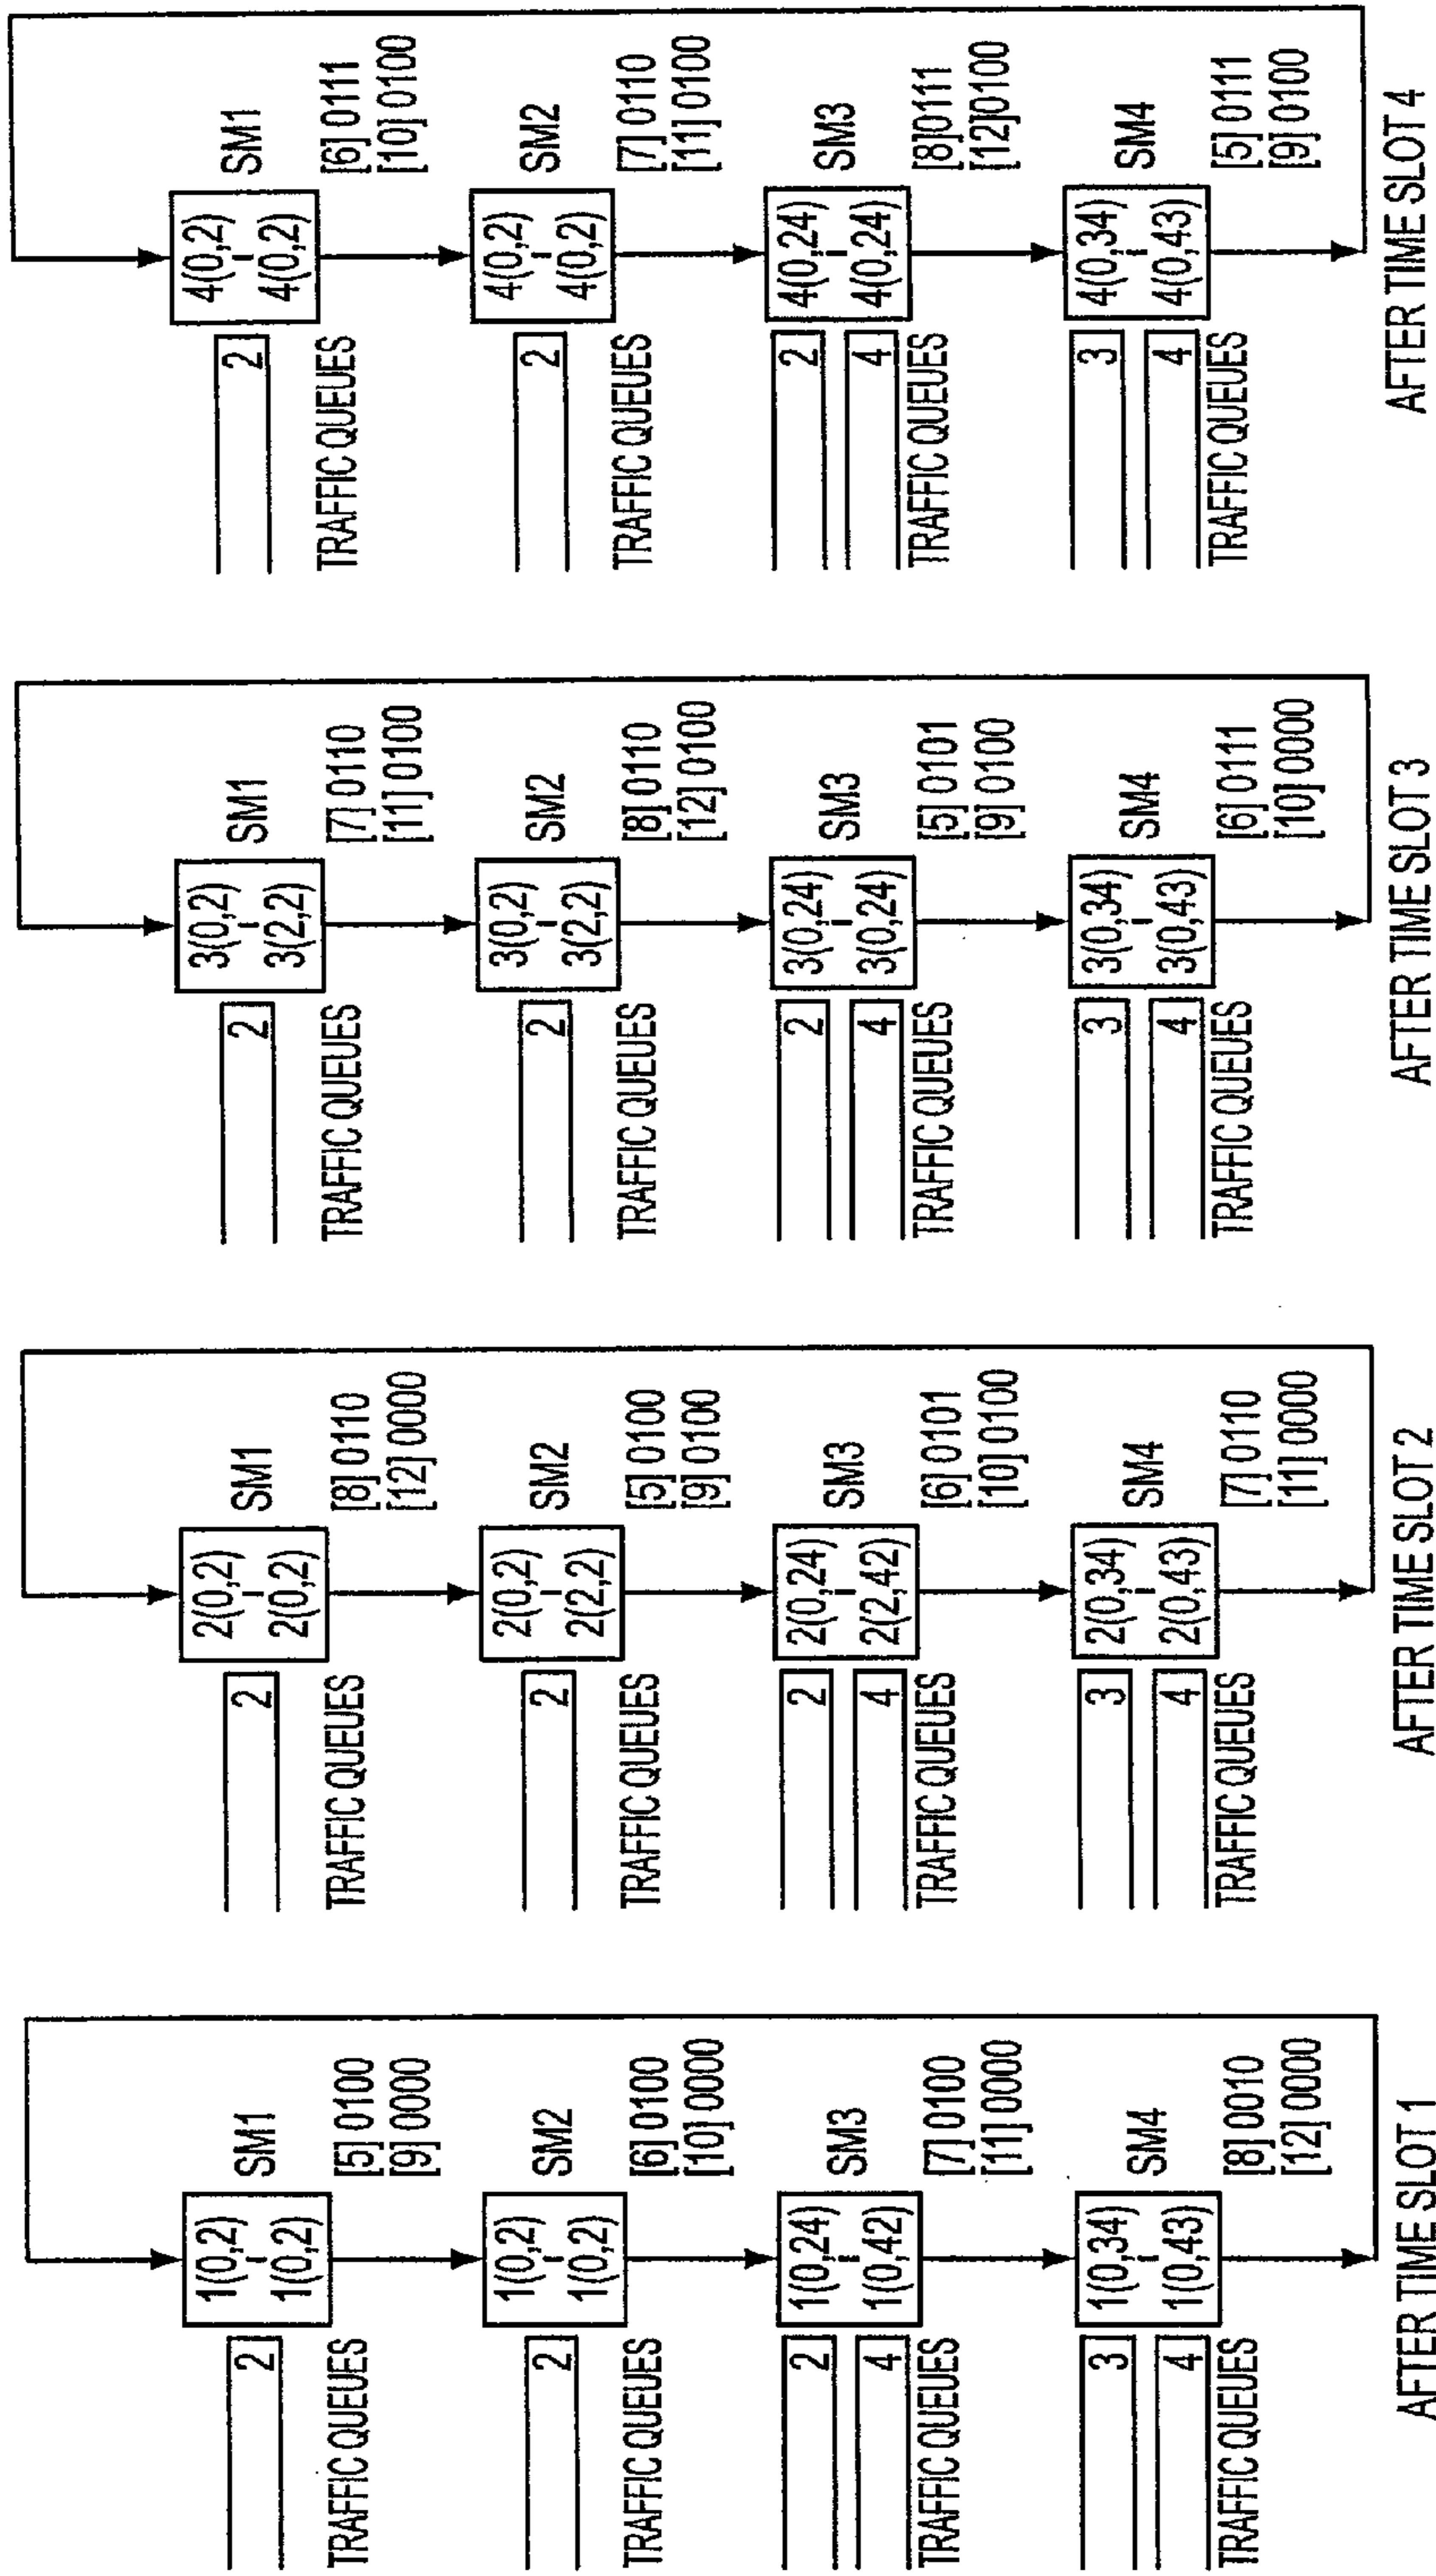 1(0,2)
1(0,2)
SM1
[5] 0100
[9] 0000
2
TRAFFIC QUEUES
1(0,2)
1(0,2)
SM2
[6] 0100
[10] 0000
2
TRAFFIC QUEUES
1(0,24)
1(0,42)
SM3
[7] 0100
[11] 0000
2
4
TRAFFIC QUEUES
1(0,34)
1(0,43)
SM4
[8] 0010
[12] 0000
3
4
TRAFFIC QUEUES
AFTER TIME SLOT 1
2(0,2)
2(0,2)
SM1
[8] 0110
[12] 0000
2
TRAFFIC QUEUES
2(0,2)
2(2,2)
SM2
[5] 0100
[9] 0100
2
TRAFFIC QUEUES
2(0,24)
2(2,42)
SM3
[6] 0101
[10] 0100
2
4
TRAFFIC QUEUES
2(0,34)
2(0,43)
SM4
[7] 0110
[11] 0000
3
4
TRAFFIC QUEUES
AFTER TIME SLOT 2
3(0,2)
3(2,2)
SM1
[7] 0110
[11] 0100
2
TRAFFIC QUEUES
3(0,2)
3(2,2)
SM2
[8] 0110
[12] 0100
2
TRAFFIC QUEUES
3(0,24)
3(0,24)
SM3
[5] 0101
[9] 0100
2
4
TRAFFIC QUEUES
3(0,34)
3(0,43)
SM4
[6] 0111
[10] 0000
3
4
TRAFFIC QUEUES
AFTER TIME SLOT 3
4(0,2)
4(0,2)
SM1
[6] 0111
[10] 0100
2
TRAFFIC QUEUES
4(0,2)
4(0,2)
SM2
[7] 0110
[11] 0100
2
TRAFFIC QUEUES
4(0,24)
4(0,24)
SM3
[8]0111
[12]0100
2
4
TRAFFIC QUEUES
4(0,34)
4(0,43)
SM4
[5] 0111
[9] 0100
3
4
TRAFFIC QUEUES
AFTER TIME SLOT 4